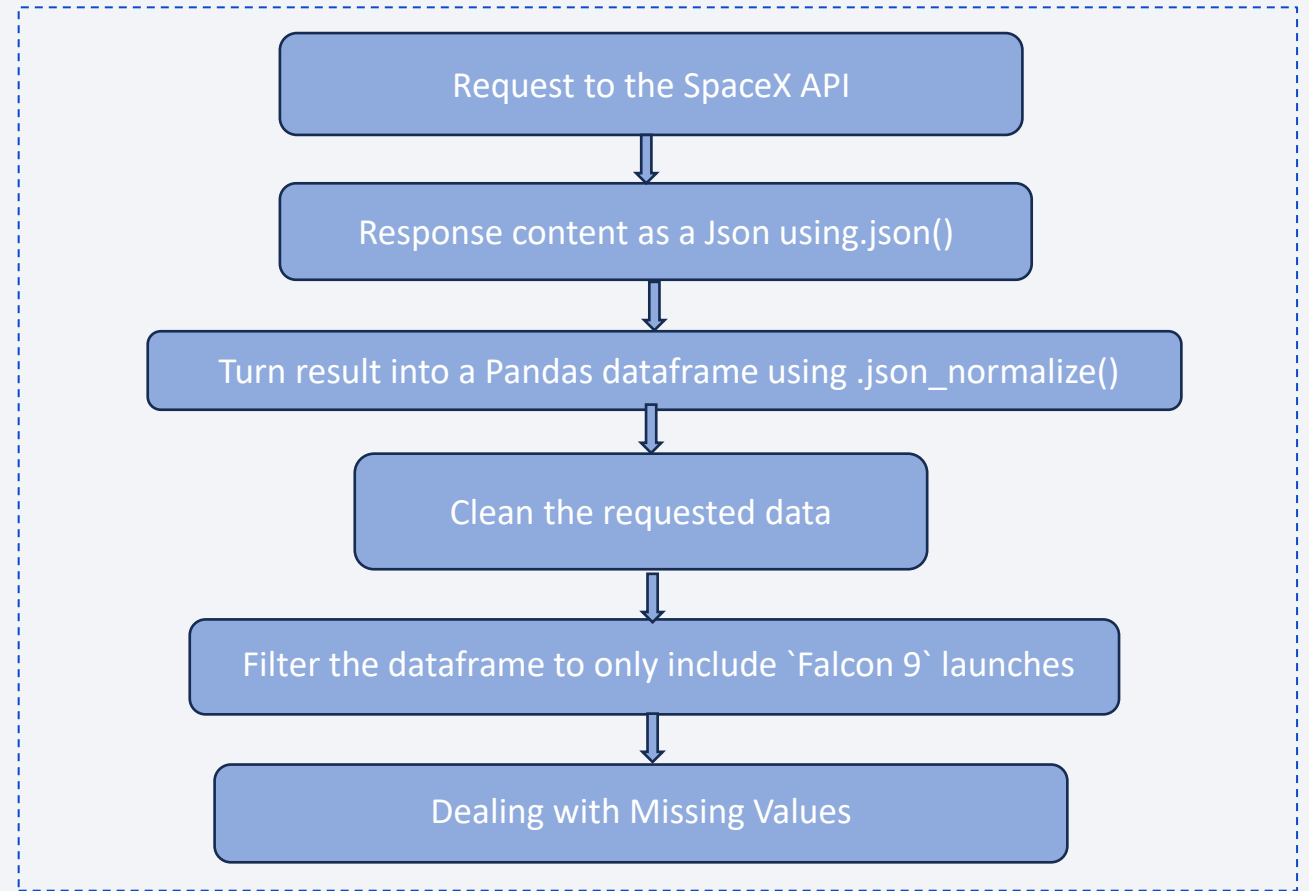 Request to the SpaceX API
Response content as a Json using.json()
Turn result into a Pandas dataframe using .json_normalize()
Clean the requested data
Filter the dataframe to only include `Falcon 9` launches
Dealing with Missing Values